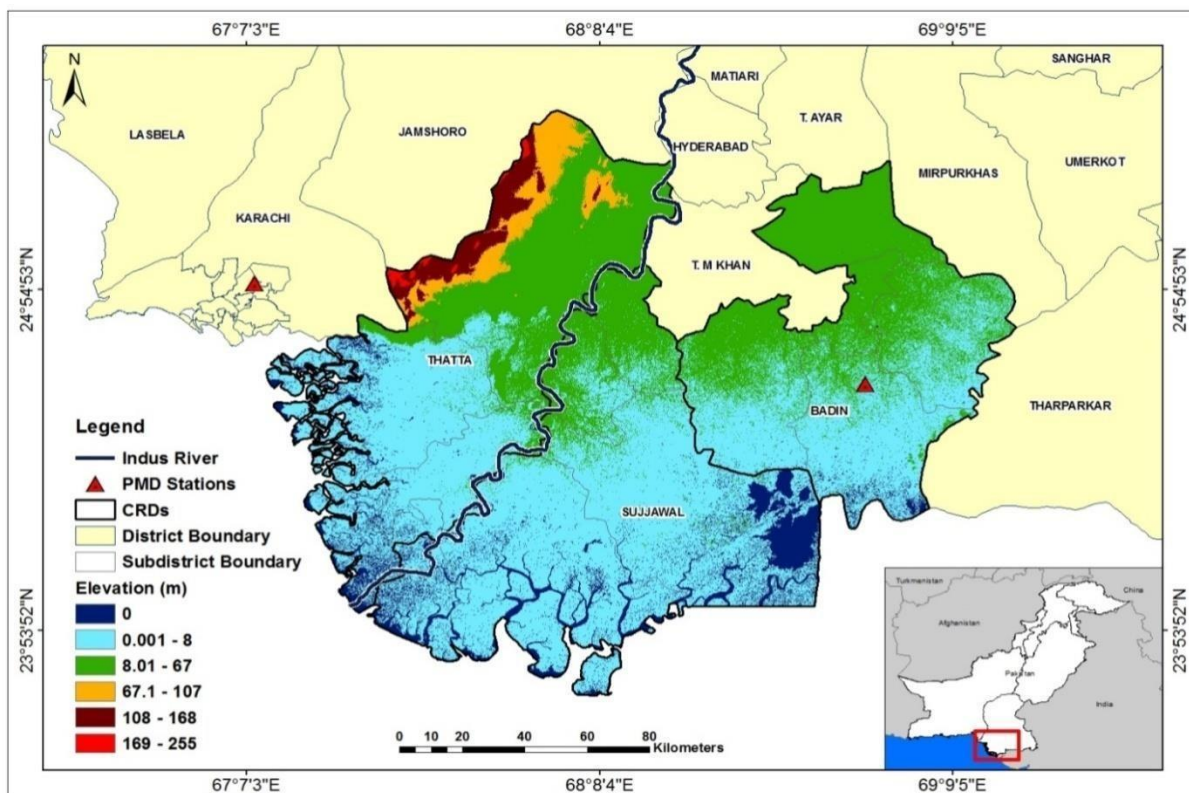 67°7'3"E
68°8'4"E
69°9'5"E
N
SANGHAR
MATIARI
LASBELA
JAMSHORO
T. AYAR
HYDERABAD
UMERKOT
MIRPURKHAS
KARACHI
T. M KHAN
24°54'53"N
24°54'53"N
THATTA
BADIN
THARPARKAR
Legend
Indus River
PMD Stations
CRDs
District Boundary
Subdistrict Boundary
Elevation (m)
0
0.001 - 8
8.01 - 67
67.1 - 107
108 - 168
169 - 255
SUJJAWAL
23°53'52"N
23°53'52"N
0 10 20 40 60 80
Kilometers
Turkmenistan
China
Afghanistan
Pakistan
India
67°7'3"E
68°8'4"E
69°9'5"E